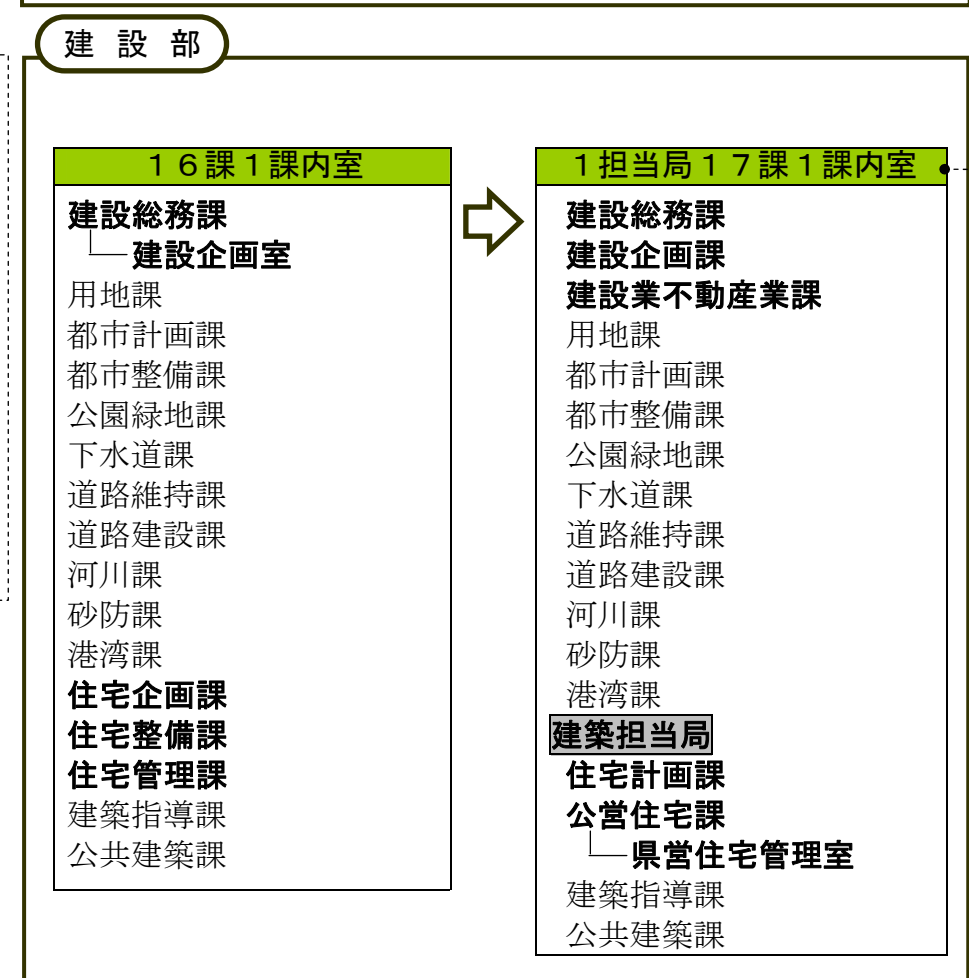 建 設 部
１６課１課内室
建設総務課
建設企画室
用地課
都市計画課
都市整備課
公園緑地課
下水道課
道路維持課
道路建設課
河川課
砂防課
港湾課
住宅企画課
住宅整備課
住宅管理課
建築指導課
公共建築課
１担当局１７課１課内室
建設総務課
建設企画課
建設業不動産業課
用地課
都市計画課
都市整備課
公園緑地課
下水道課
道路維持課
道路建設課
河川課
砂防課
港湾課
建築担当局
住宅計画課
公営住宅課
県営住宅管理室
建築指導課
公共建築課